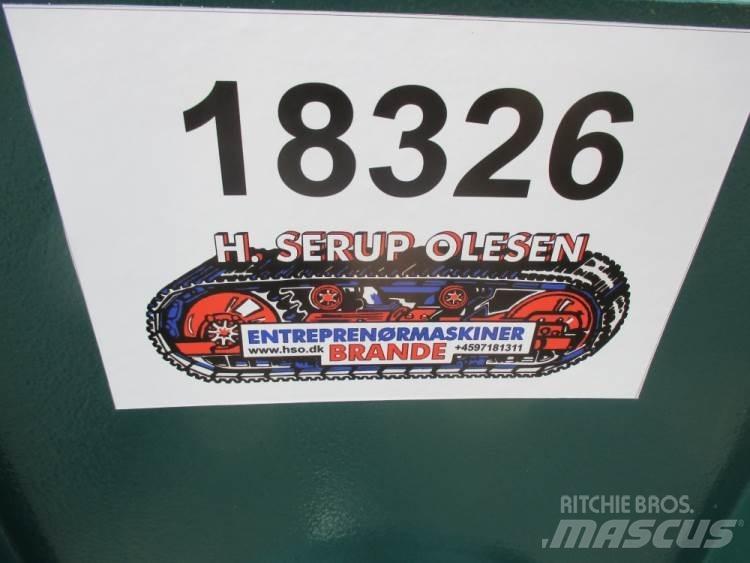 18326
H. SERUP OLESEN
ENTREPRENØRMASKINER
www.hso.dk BRANDE +4597181311
RITCHIE BROS.
MASCUS